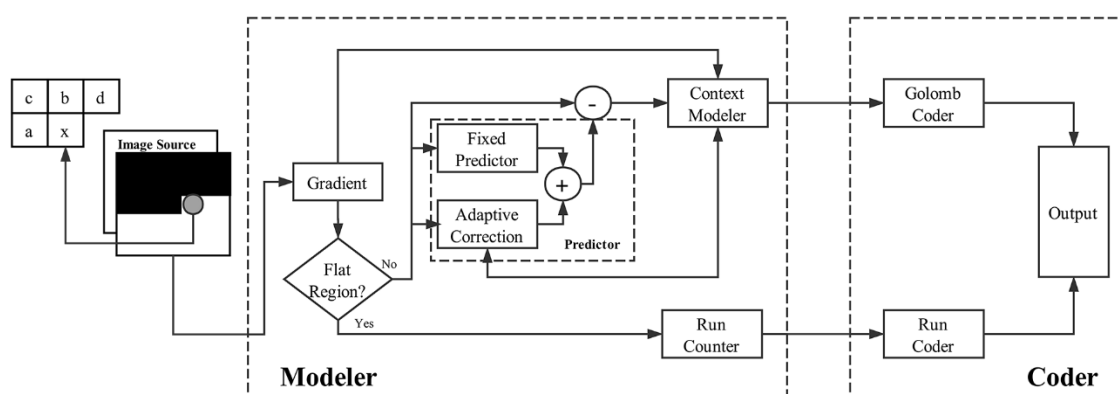 c b d
a x
Image Source
Gradient
Flat
Region?
No
Yes
Fixed
Predictor
Adaptive
Correction
+
-
Predictor
Context
Modeler
Run
Counter
Modeler
Golomb
Coder
Run
Coder
Output
Coder